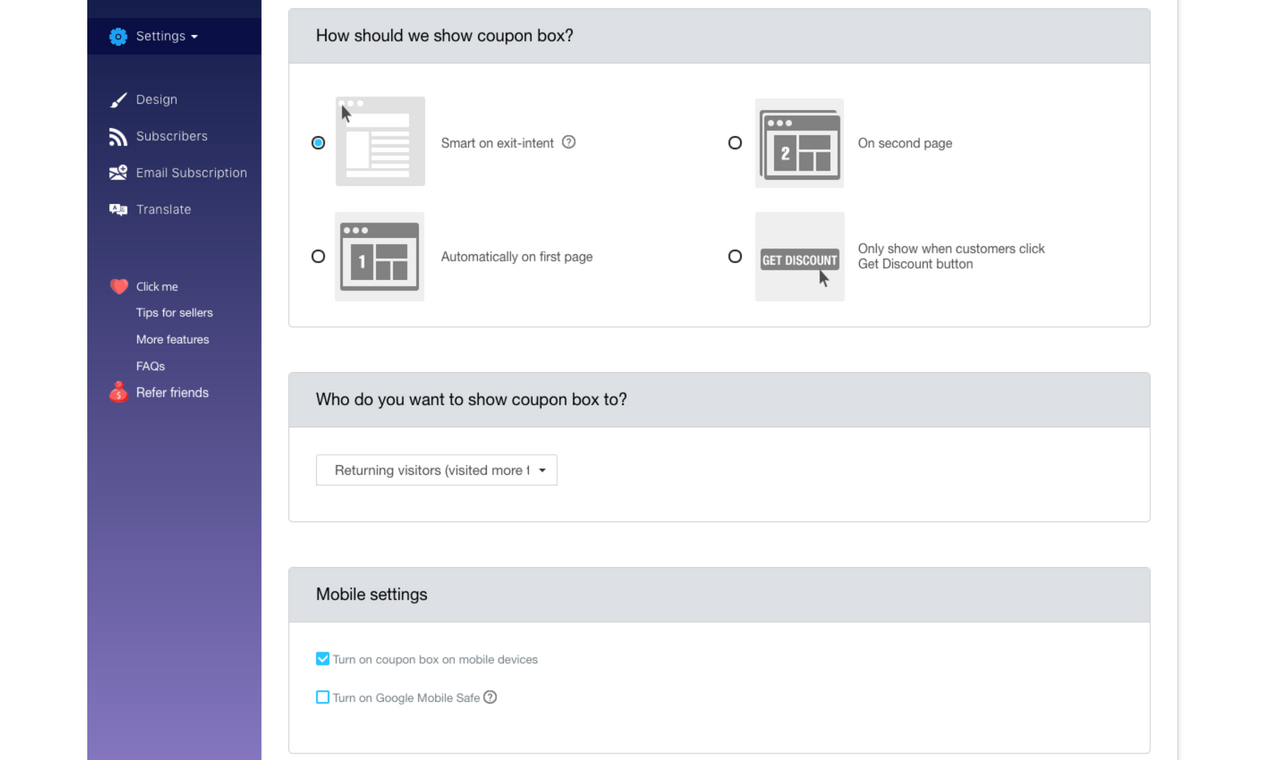 Settings
Design
Subscribers
Email Subscription
Translate
Click me
Tips for sellers
More features
FAQs
Refer friends
How should we show coupon box?
Smart on exit-intent ?
2
On second page
1
Automatically on first page
GET DISCOUNT
Only show when customers click
Get Discount button
Who do you want to show coupon box to?
Returning visitors (visited more
Mobile settings
Turn on coupon box on mobile devices
Turn on Google Mobile Safe ?